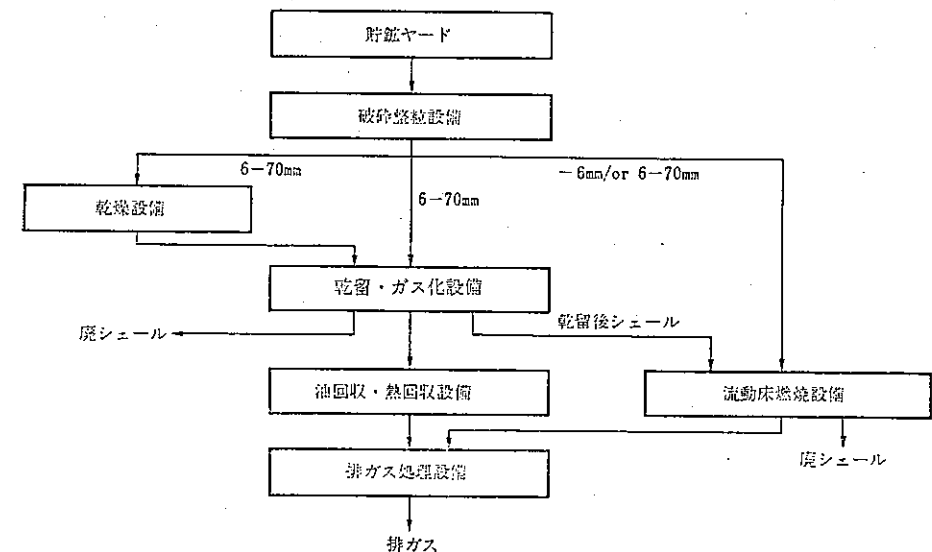 貯鉱ヤード
破砕整粒設備
6-70mm
-6mm/or 6-70mm
乾燥設備
6-70mm
乾留・ガス化設備
廃シェール
乾留後シェール
油回収・熱回収設備
流動床燃焼設備
廃シェール
排ガス処理設備
排ガス